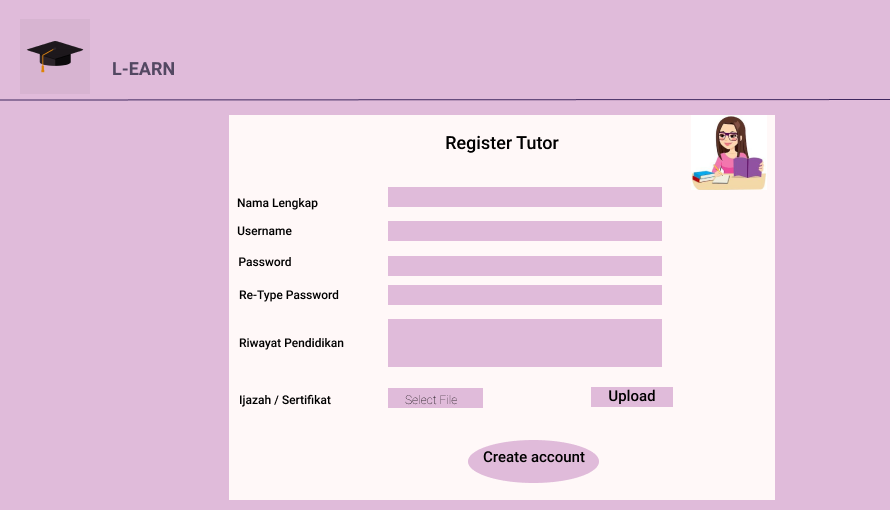 L-EARN
Register Tutor
Nama Lengkap
Username
Password
Re-Type Password
Riwayat Pendidikan
Ijazah / Sertifikat
Select File
Upload
Create account